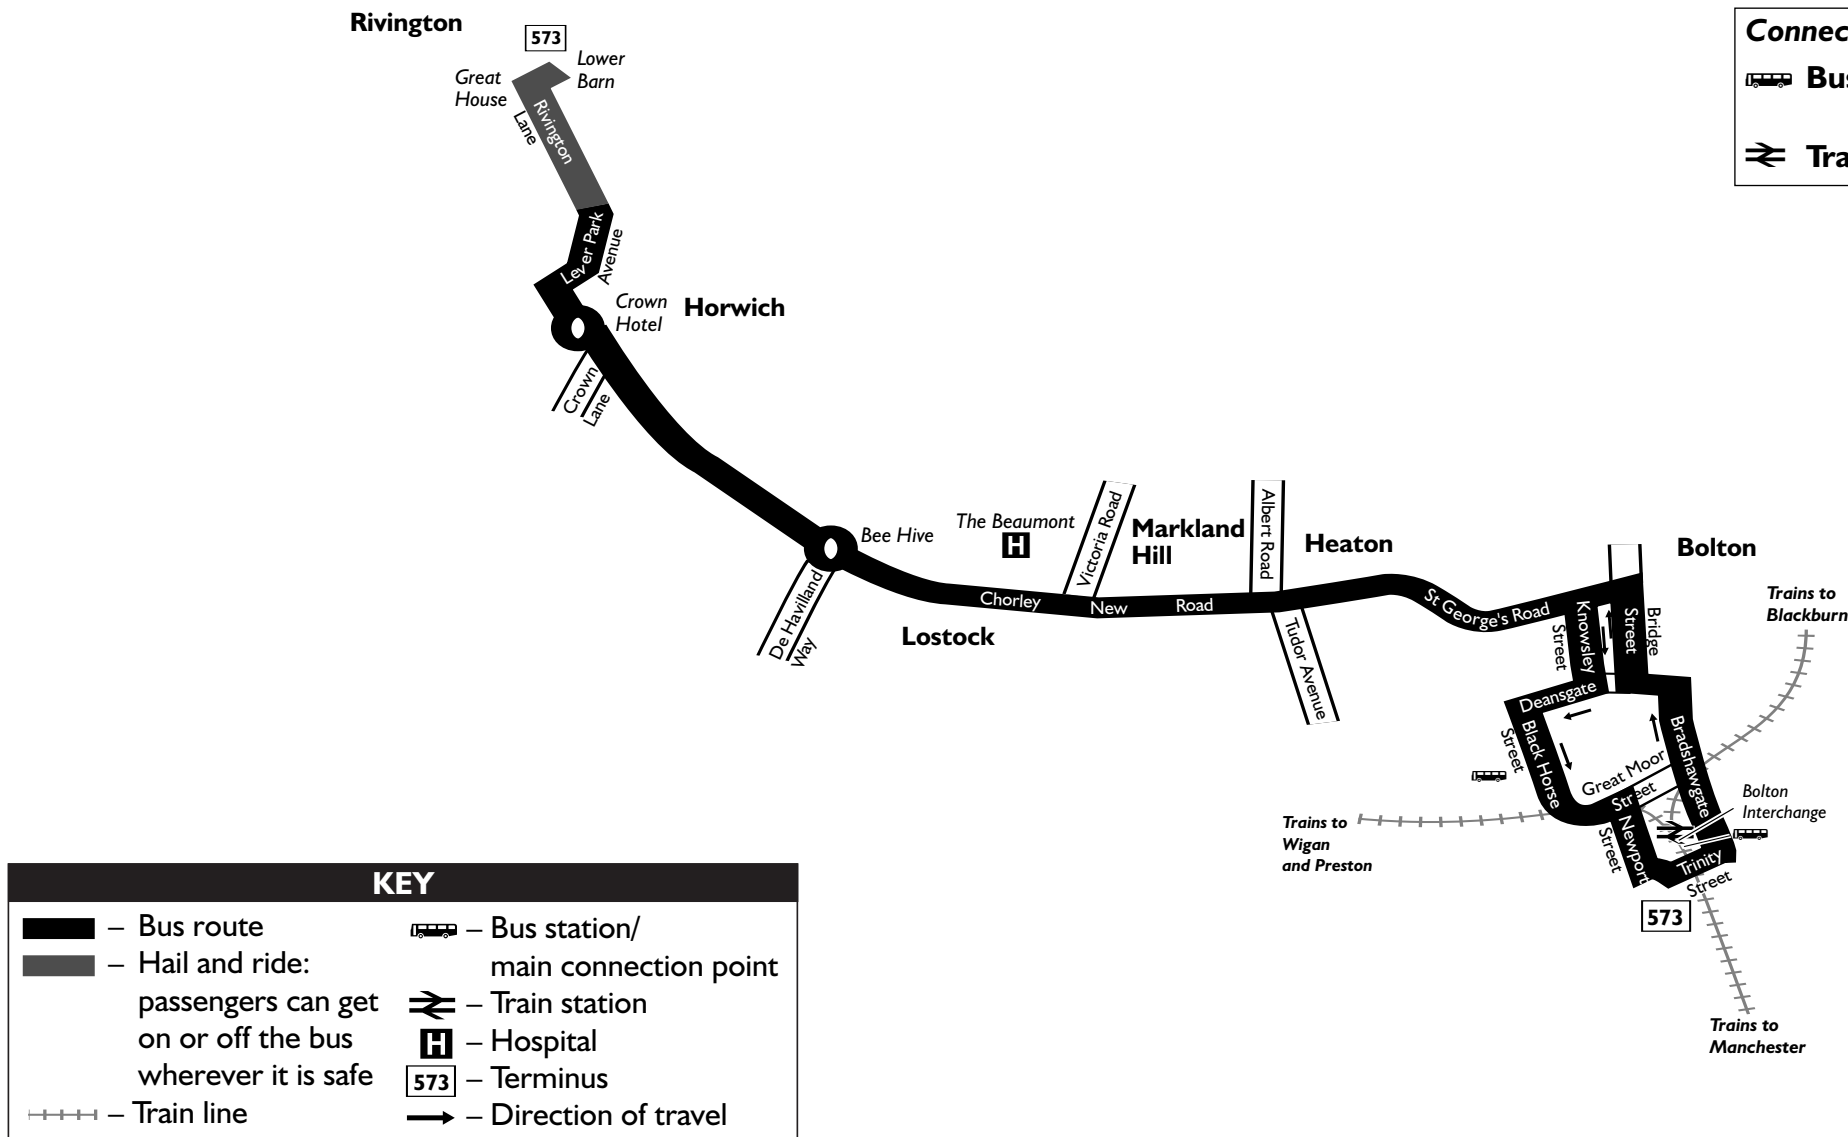 Rivington
573
Lower
Barn
Great
House
Rivington
Lane
Lever Park
Avenue
Crown
Hotel
Horwich
Crown
Lane
Bee Hive
De Havilland
Way
The Beaumont
H
Victoria Road
Markland
Hill
Albert Road
Heaton
Chorley New Road
Lostock
Tudor Avenue
St George's Road
Bolton
Knowsley
Street
Bridge
Street
Trains to
Blackburn
Deansgate
Black Horse
Street
Bradshawgate
Great Moor
Street
Newport
Street
Trinity
Street
Bolton
Interchange
Trains to
Wigan
and Preston
573
Trains to
Manchester
KEY
– Bus route
– Hail and ride:
passengers can get
on or off the bus
wherever it is safe
– Train line
– Bus station/
main connection point
– Train station
H – Hospital
573 – Terminus
– Direction of travel